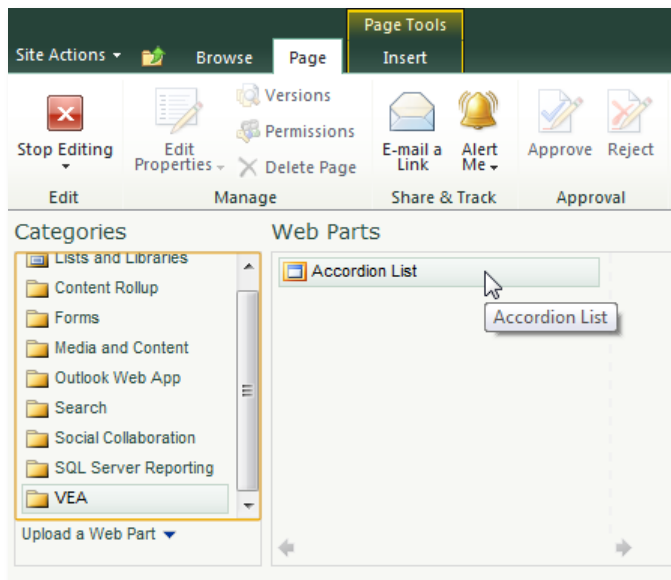 Page Tools
Site Actions Browse Page Insert
Versions
Permissions
Delete Page
Stop Editing
Edit
Properties
E-mail a
Link
Alert
Me
Approve Reject
Edit Manage Share & Track Approval
Categories Web Parts
Lists and Libraries
Content Rollup
Forms
Media and Content
Outlook Web App
Search
Social Collaboration
SQL Server Reporting
VEA
Upload a Web Part
Accordion List
Accordion List